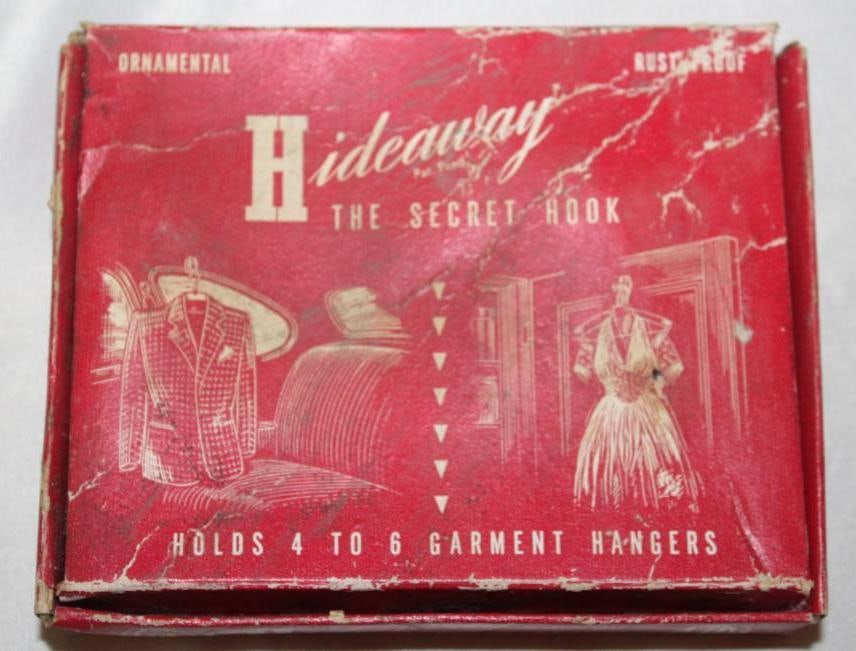 ORNAMENTAL
RUST PROOF
Hideaway
THE SECRET HOOK
HOLDS 4 TO 6 GARMENT HANGERS